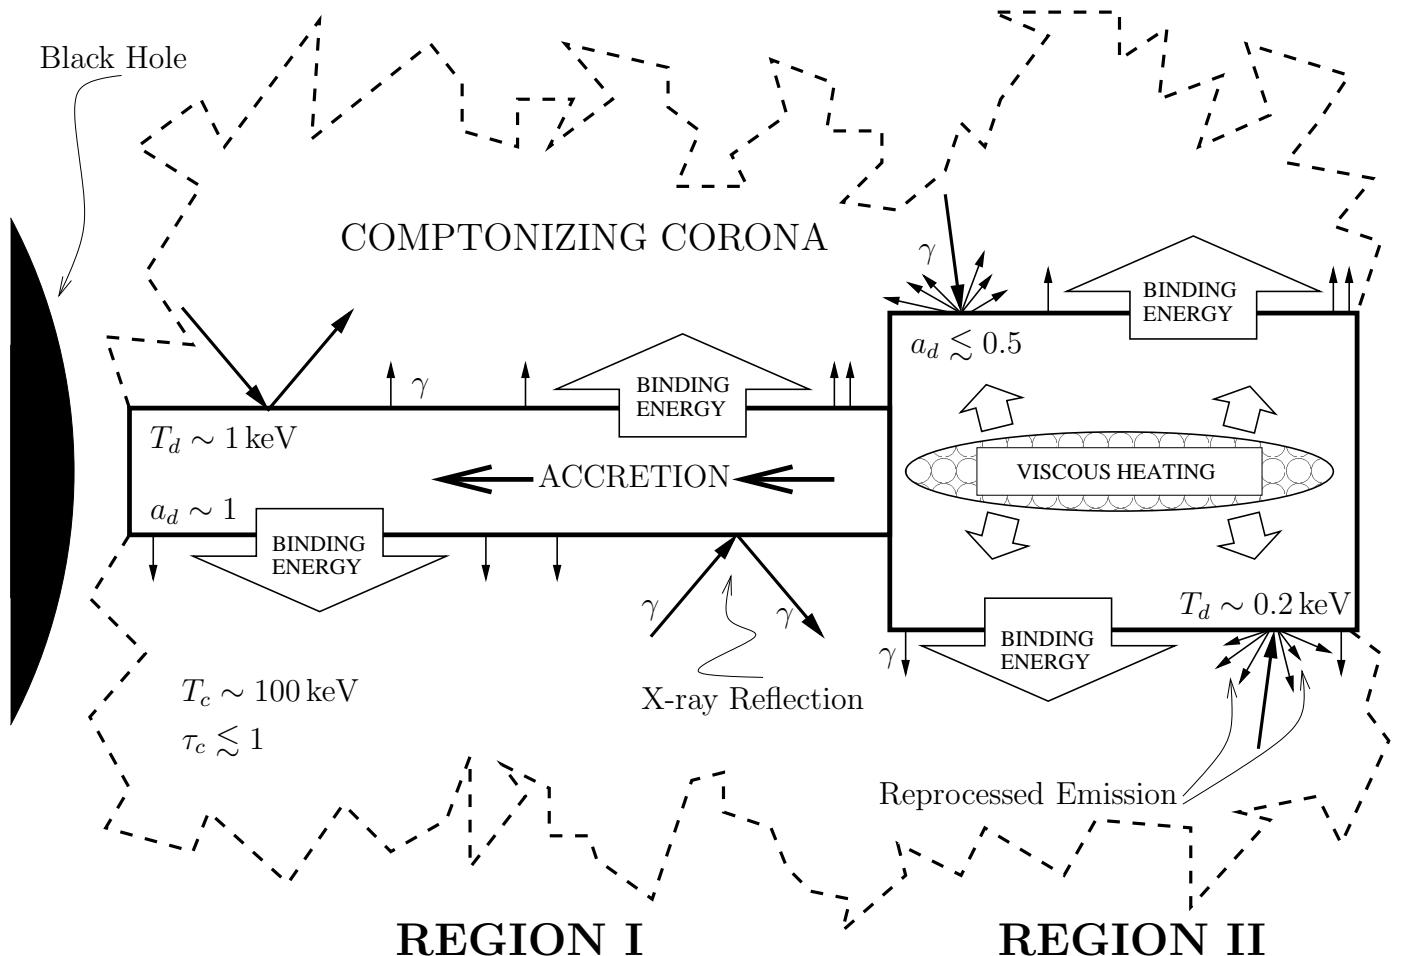 Black Hole
COMPTONIZING CORONA
γ
BINDING
ENERGY
a_d ≲ 0.5
γ
BINDING
ENERGY
T_d ∼ 1 keV
ACCRETION
VISCOUS HEATING
a_d ∼ 1
BINDING
ENERGY
γ
γ
T_d ∼ 0.2 keV
γ
BINDING
ENERGY
T_c ∼ 100 keV
X-ray Reflection
τ_c ≲ 1
Reprocessed Emission
REGION I
REGION II